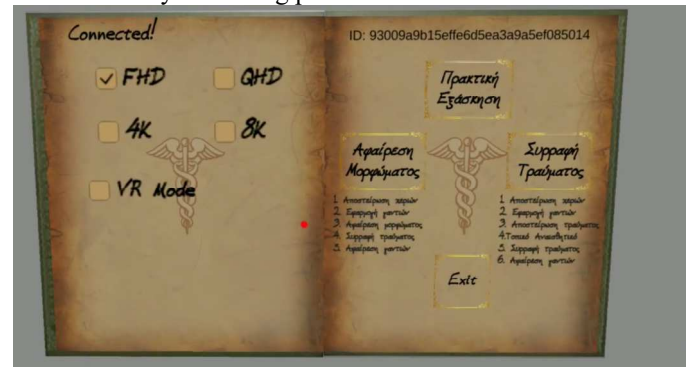 Connected!
FHD
QHD
4K
8K
VR Mode
ID: 93009a9b15effe6d5ea3a9a5ef085014
Πρακτική
Εξάσκηση
Αφαίρεση
Μορφώματος
1. Αποστείρωση χεριών
2. Εφαρμογή γαντιών
3. Αφαίρεση μορφώματος
4. Συρραφή τραύματος
5. Αφαίρεση γαντιών
Συρραφή
Τραύματος
1. Αποστείρωση χεριών
2. Εφαρμογή γαντιών
3. Αποστείρωση τραύματος
4.Τοπικό Αναισθητικό
5. Συρραφή τραύματος
6. Αφαίρεση γαντιών
Exit